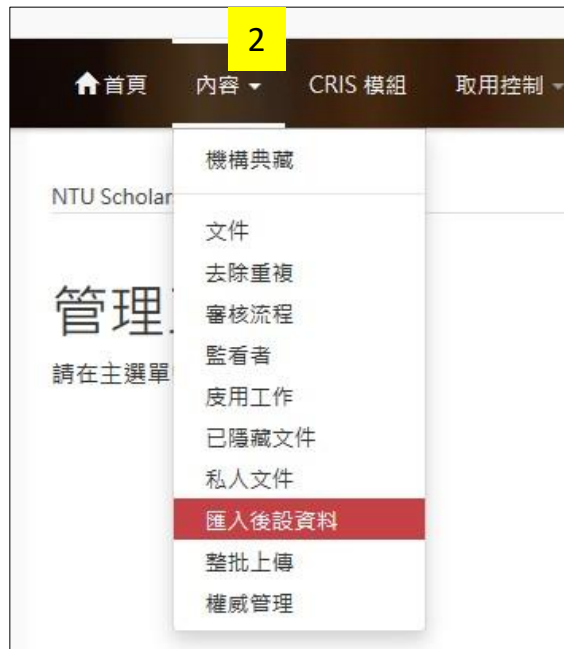 2
首頁 內容 CRIS 模組 取用控制
機構典藏
NTU Scholar
文件
去除重複
管理
審核流程
監看者
請在主選單
庋用工作
已隱藏文件
私人文件
匯入後設資料
整批上傳
權威管理